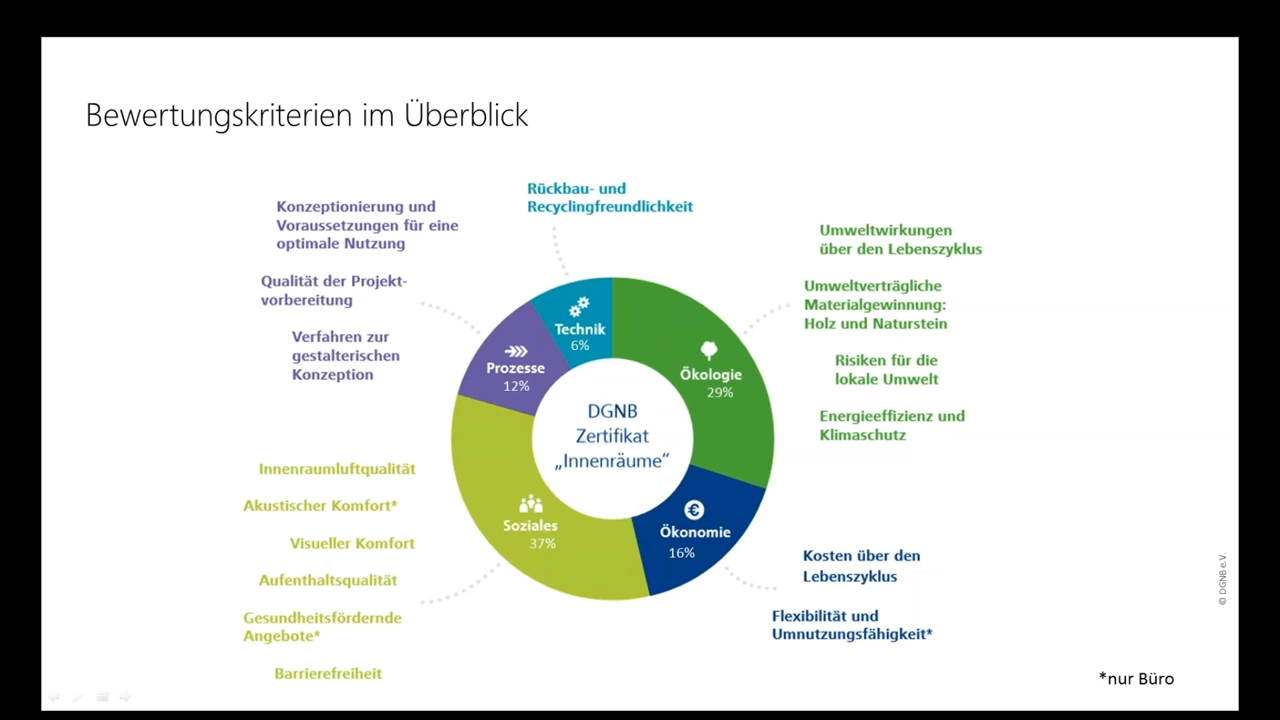 Bewertungskriterien im Überblick
Rückbau- und
Recyclingfreundlichkeit
Konzeptionierung und
Voraussetzungen für eine
optimale Nutzung
Qualität der Projekt-
vorbereitung
Verfahren zur
gestalterischen
Konzeption
Umweltwirkungen
über den Lebenszyklus
Umweltverträgliche
Materialgewinnung:
Holz und Naturstein
Risiken für die
lokale Umwelt
Energieeffizienz und
Klimaschutz
Technik
6%
Prozesse
12%
Ökologie
29%
DGNB
Zertifikat
„Innenräume“
Soziales
37%
Ökonomie
16%
Innenraumluftqualität
Akustischer Komfort*
Visueller Komfort
Aufenthaltsqualität
Gesundheitsfördernde
Angebote*
Barrierefreiheit
Kosten über den
Lebenszyklus
Flexibilität und
Umnutzungsfähigkeit*
© DGNB e.V.
*nur Büro